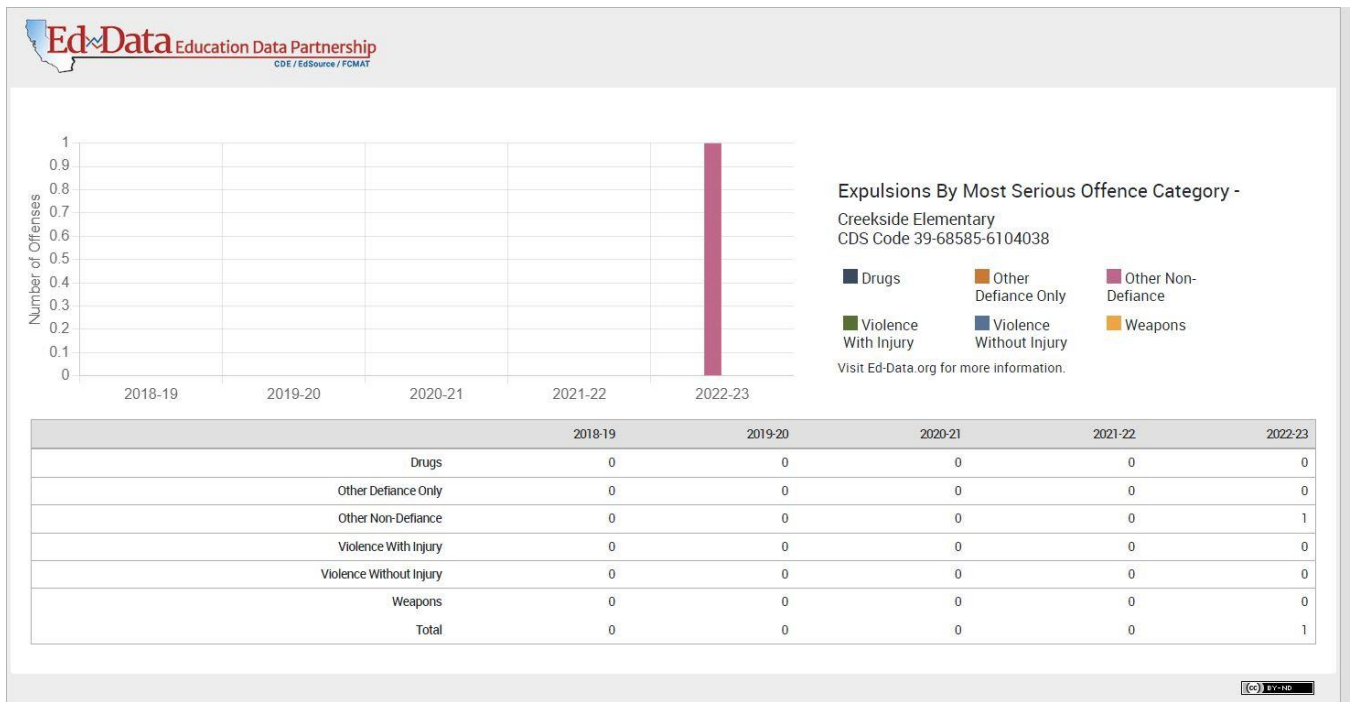 Ed Data Education Data Partnership
CDE / EdSource / FCMAT
Number of Offenses
1
0.9
0.8
0.7
0.6
0.5
0.4
0.3
0.2
0.1
0
2018-19 2019-20 2020-21 2021-22 2022-23
Expulsions By Most Serious Offence Category -
Creekside Elementary
CDS Code 39-68585-6104038
Drugs Other Other Non-
Defiance Only Defiance
Violence Violence Weapons
With Injury Without Injury
Visit Ed-Data.org for more information.
2018-19 2019-20 2020-21 2021-22 2022-23
Drugs 0 0 0 0 0
Other Defiance Only 0 0 0 0 0
Other Non-Defiance 0 0 0 0 1
Violence With Injury 0 0 0 0 0
Violence Without Injury 0 0 0 0 0
Weapons 0 0 0 0 0
Total 0 0 0 0 1
(cc) BY-ND